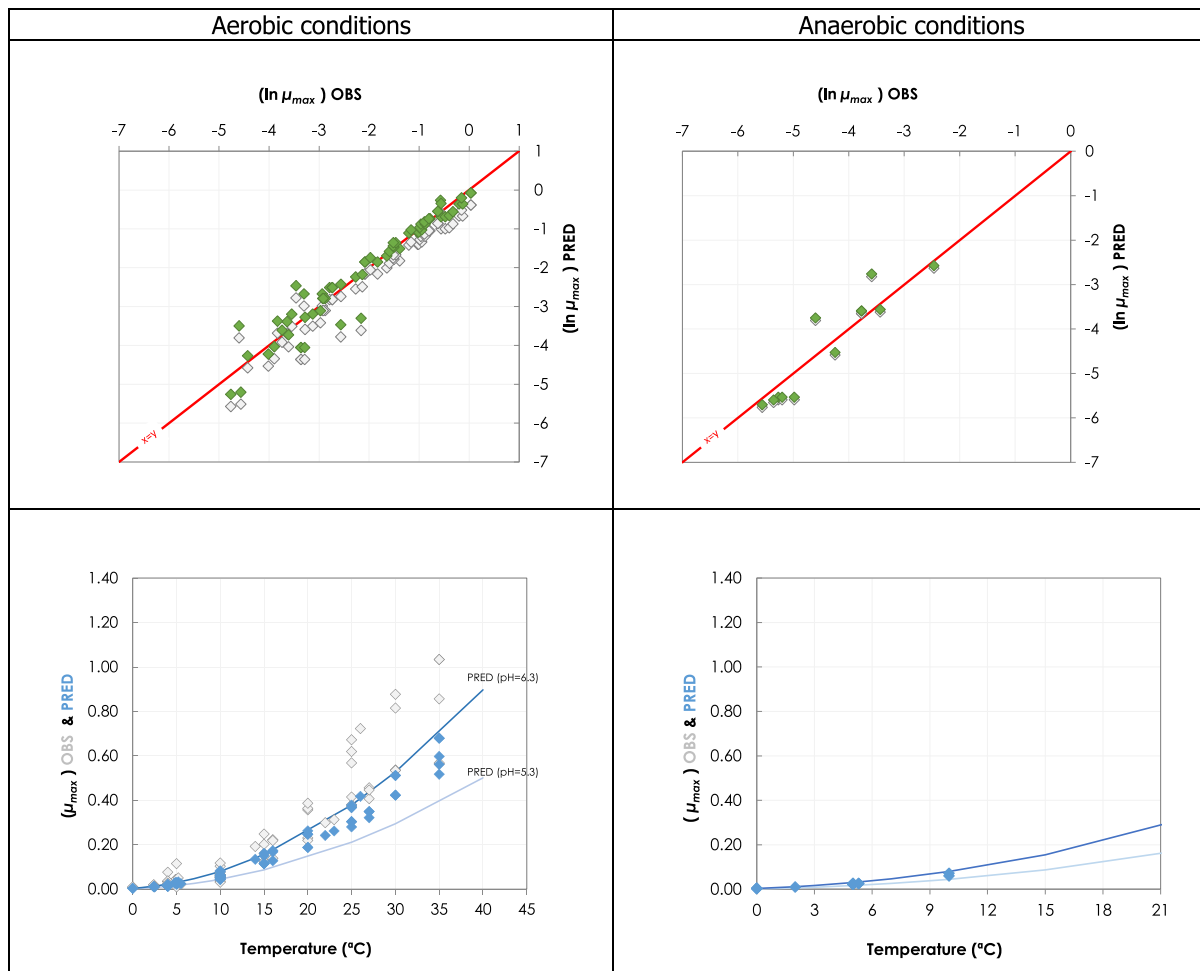 Aerobic conditions
Anaerobic conditions
(ln μmax ) OBS
-7 -6 -5 -4 -3 -2 -1 0 1
1
0
-1
-2
-3
-4
-5
-6
-7
(ln μmax ) PRED
x=y
(ln μmax ) OBS
-7 -6 -5 -4 -3 -2 -1 0
0
-1
-2
-3
-4
-5
-6
-7
(ln μmax ) PRED
x=y
1.40
1.20
1.00
0.80
0.60
0.40
0.20
0.00
(μmax ) OBS & PRED
PRED (pH=6.3)
PRED (pH=5.3)
0 5 10 15 20 25 30 35 40 45
Temperature (ªC)
1.40
1.20
1.00
0.80
0.60
0.40
0.20
0.00
( μmax ) OBS & PRED
0 3 6 9 12 15 18 21
Temperature (ªC)